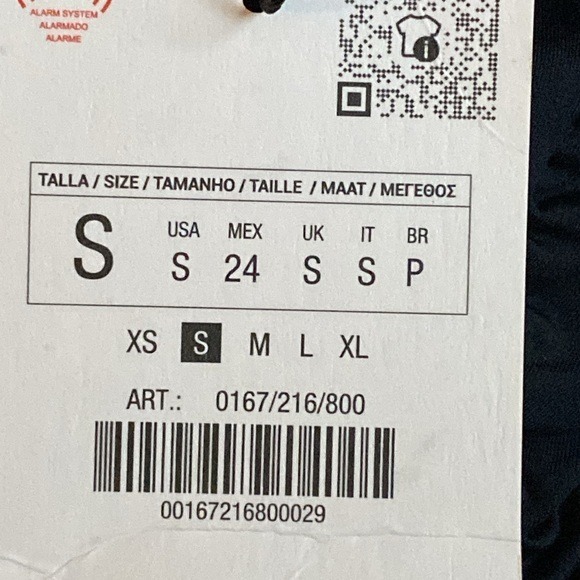 ALARM SYSTEM
ALARMADO
ALARME
TALLA / SIZE / TAMANHO / TAILLE / MAAT / ΜΕΓΕΘΟΣ
S
USA MEX UK IT BR
S 24 S S P
XS S M L XL
ART.: 0167/216/800
00167216800029